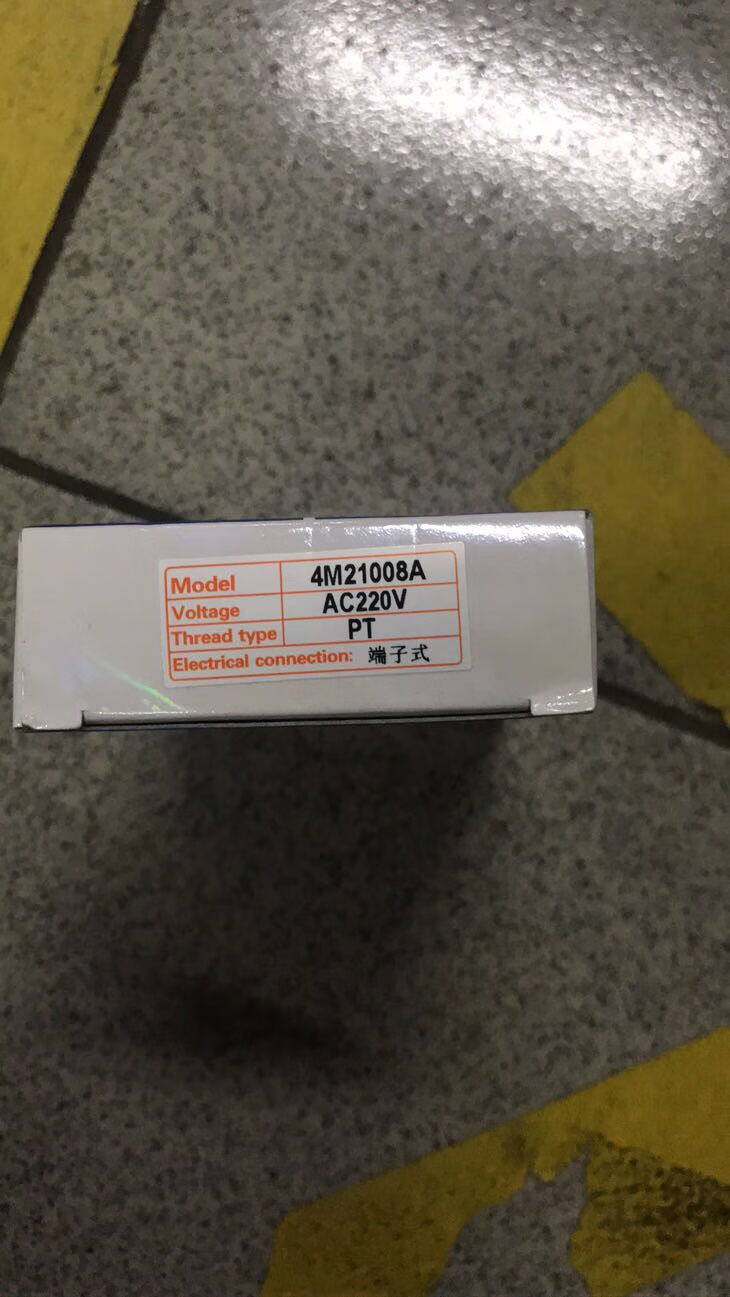 Model 4M21008A
Voltage AC220V
Thread type PT
Electrical connection: 端子式